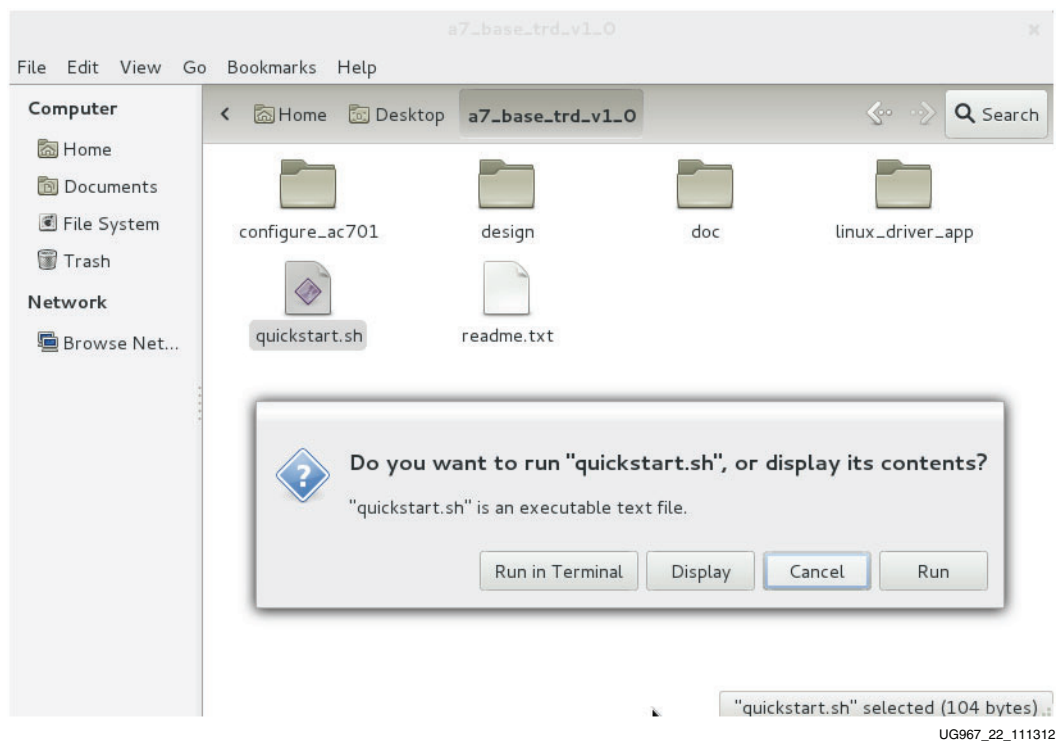 a7_base_trd_v1_0
File Edit View Go Bookmarks Help
Computer
Home
Documents
File System
Trash
Network
Browse Net...
Home Desktop a7_base_trd_v1_0 Search
configure_ac701 design doc linux_driver_app
quickstart.sh readme.txt
Do you want to run "quickstart.sh", or display its contents?
"quickstart.sh" is an executable text file.
Run in Terminal Display Cancel Run
"quickstart.sh" selected (104 bytes)
UG967_22_111312